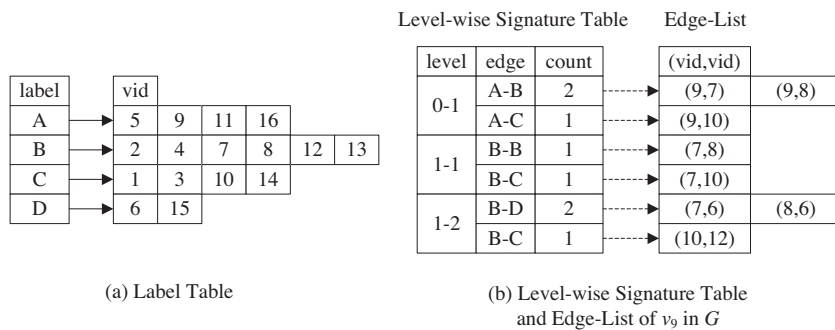 Level-wise Signature Table Edge-List
level edge count (vid,vid)
0-1 A-B 2 (9,7) (9,8)
A-C 1 (9,10)
1-1 B-B 1 (7,8)
B-C 1 (7,10)
1-2 B-D 2 (7,6) (8,6)
B-C 1 (10,12)
label vid
A 5 9 11 16
B 2 4 7 8 12 13
C 1 3 10 14
D 6 15
(a) Label Table
(b) Level-wise Signature Table
and Edge-List of v9 in G